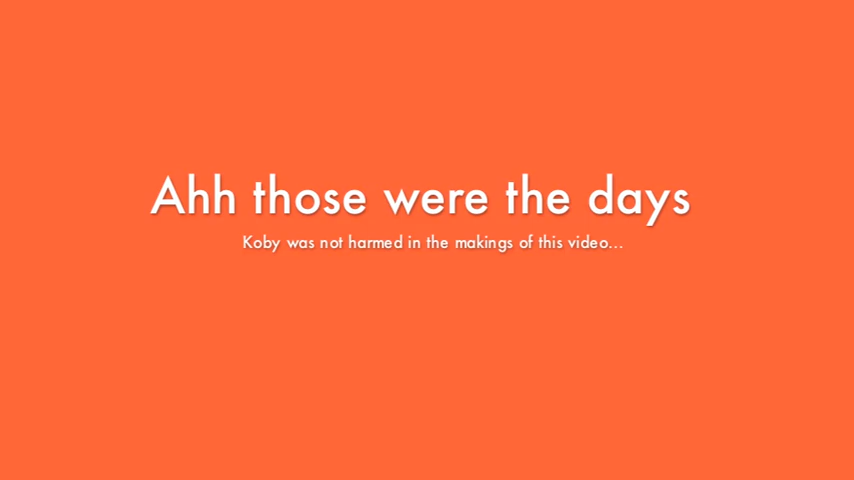 Ahh those were the days
Koby was not harmed in the makings of this video...